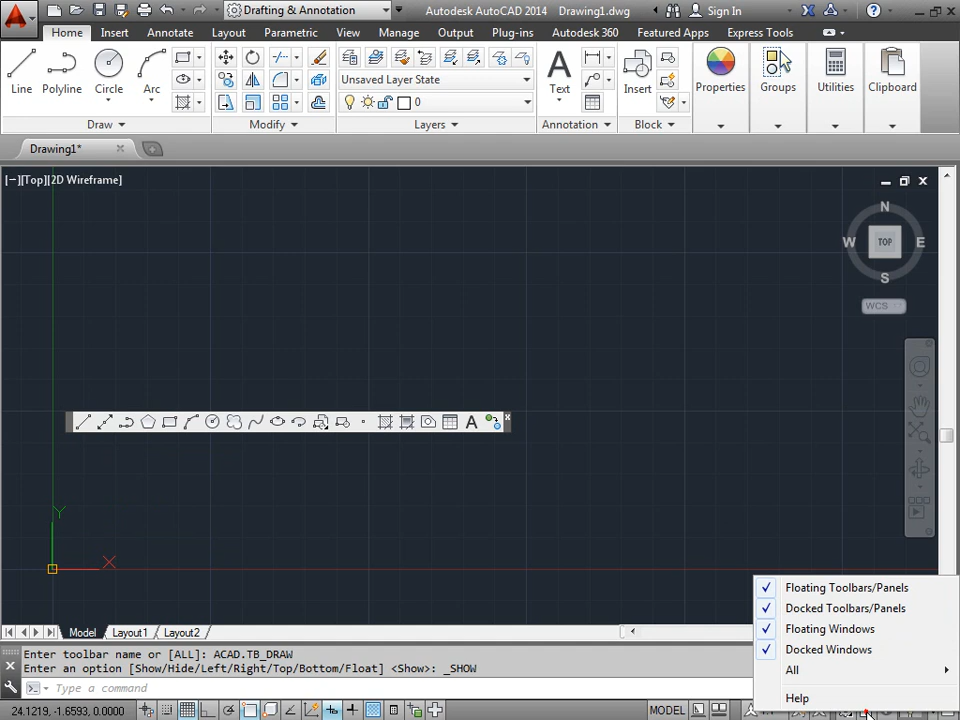 Drafting & Annotation
Autodesk AutoCAD 2014 Drawing1.dwg
Sign In
Home Insert Annotate Layout Parametric View Manage Output Plug-ins Autodesk 360 Featured Apps Express Tools
Unsaved Layer State
0
Line Polyline Circle Arc Text Insert Properties Groups Utilities Clipboard
Draw Modify Layers Annotation Block
Drawing1*
[−][Top][2D Wireframe]
N
W TOP E
S
WCS
Y
X
Floating Toolbars/Panels
Docked Toolbars/Panels
Floating Windows
Docked Windows
All
Help
Model Layout1 Layout2
Enter toolbar name or [ALL]: ACAD.TB_DRAW
Enter an option [Show/Hide/Left/Right/Top/Bottom/Float] <Show>: _SHOW
Type a command
24.1219, -1.6593, 0.0000
MODEL